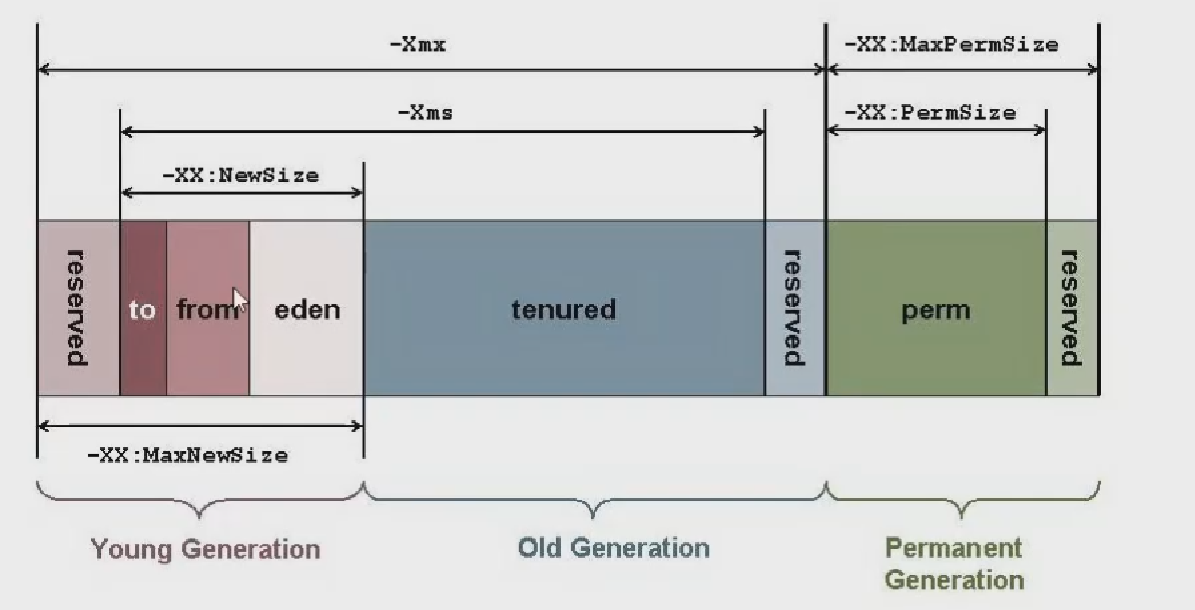 -Xmx
-XX:MaxPermSize
-Xms
-XX:PermSize
-XX:NewSize
reserved
to
from
eden
tenured
reserved
perm
reserved
-XX:MaxNewSize
Young Generation
Old Generation
Permanent
Generation